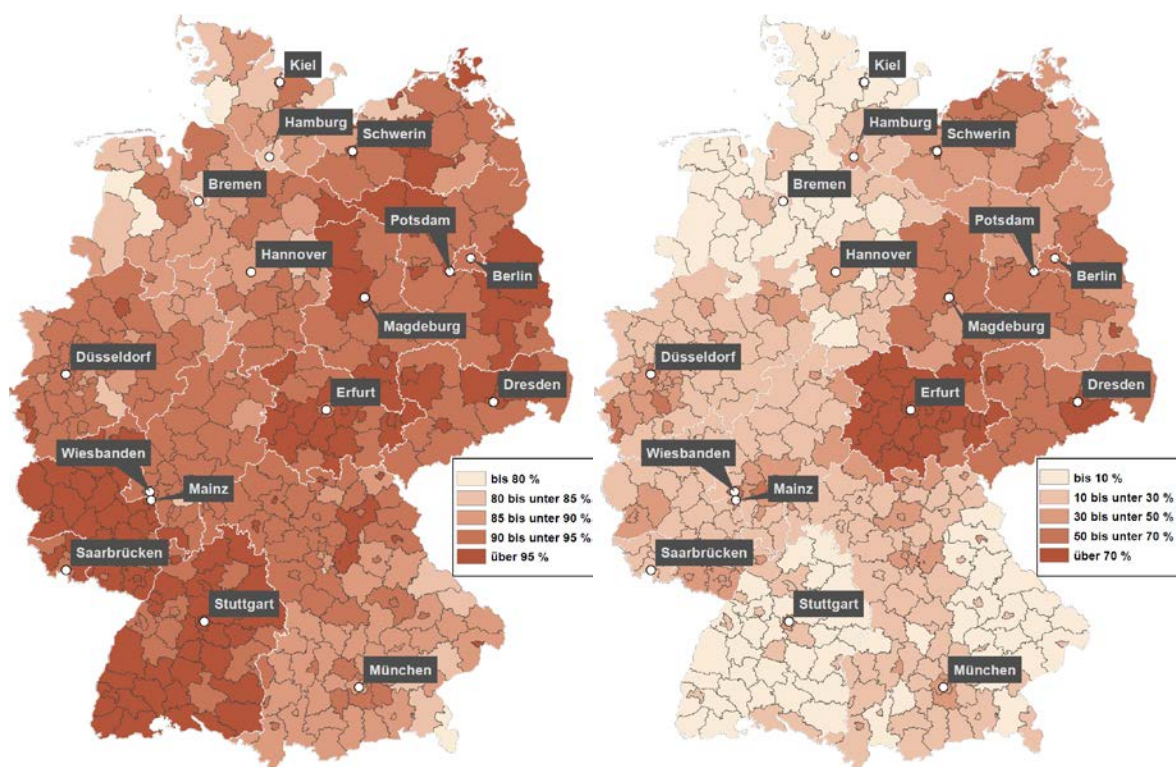 Kiel
Hamburg
Schwerin
Bremen
Potsdam
Hannover
Berlin
Magdeburg
Düsseldorf
Erfurt
Dresden
Wiesbanden
Mainz
Saarbrücken
Stuttgart
München
bis 80 %
80 bis unter 85 %
85 bis unter 90 %
90 bis unter 95 %
über 95 %
Kiel
Hamburg
Schwerin
Bremen
Potsdam
Hannover
Berlin
Magdeburg
Düsseldorf
Erfurt
Dresden
Wiesbanden
Mainz
Saarbrücken
Stuttgart
München
bis 10 %
10 bis unter 30 %
30 bis unter 50 %
50 bis unter 70 %
über 70 %